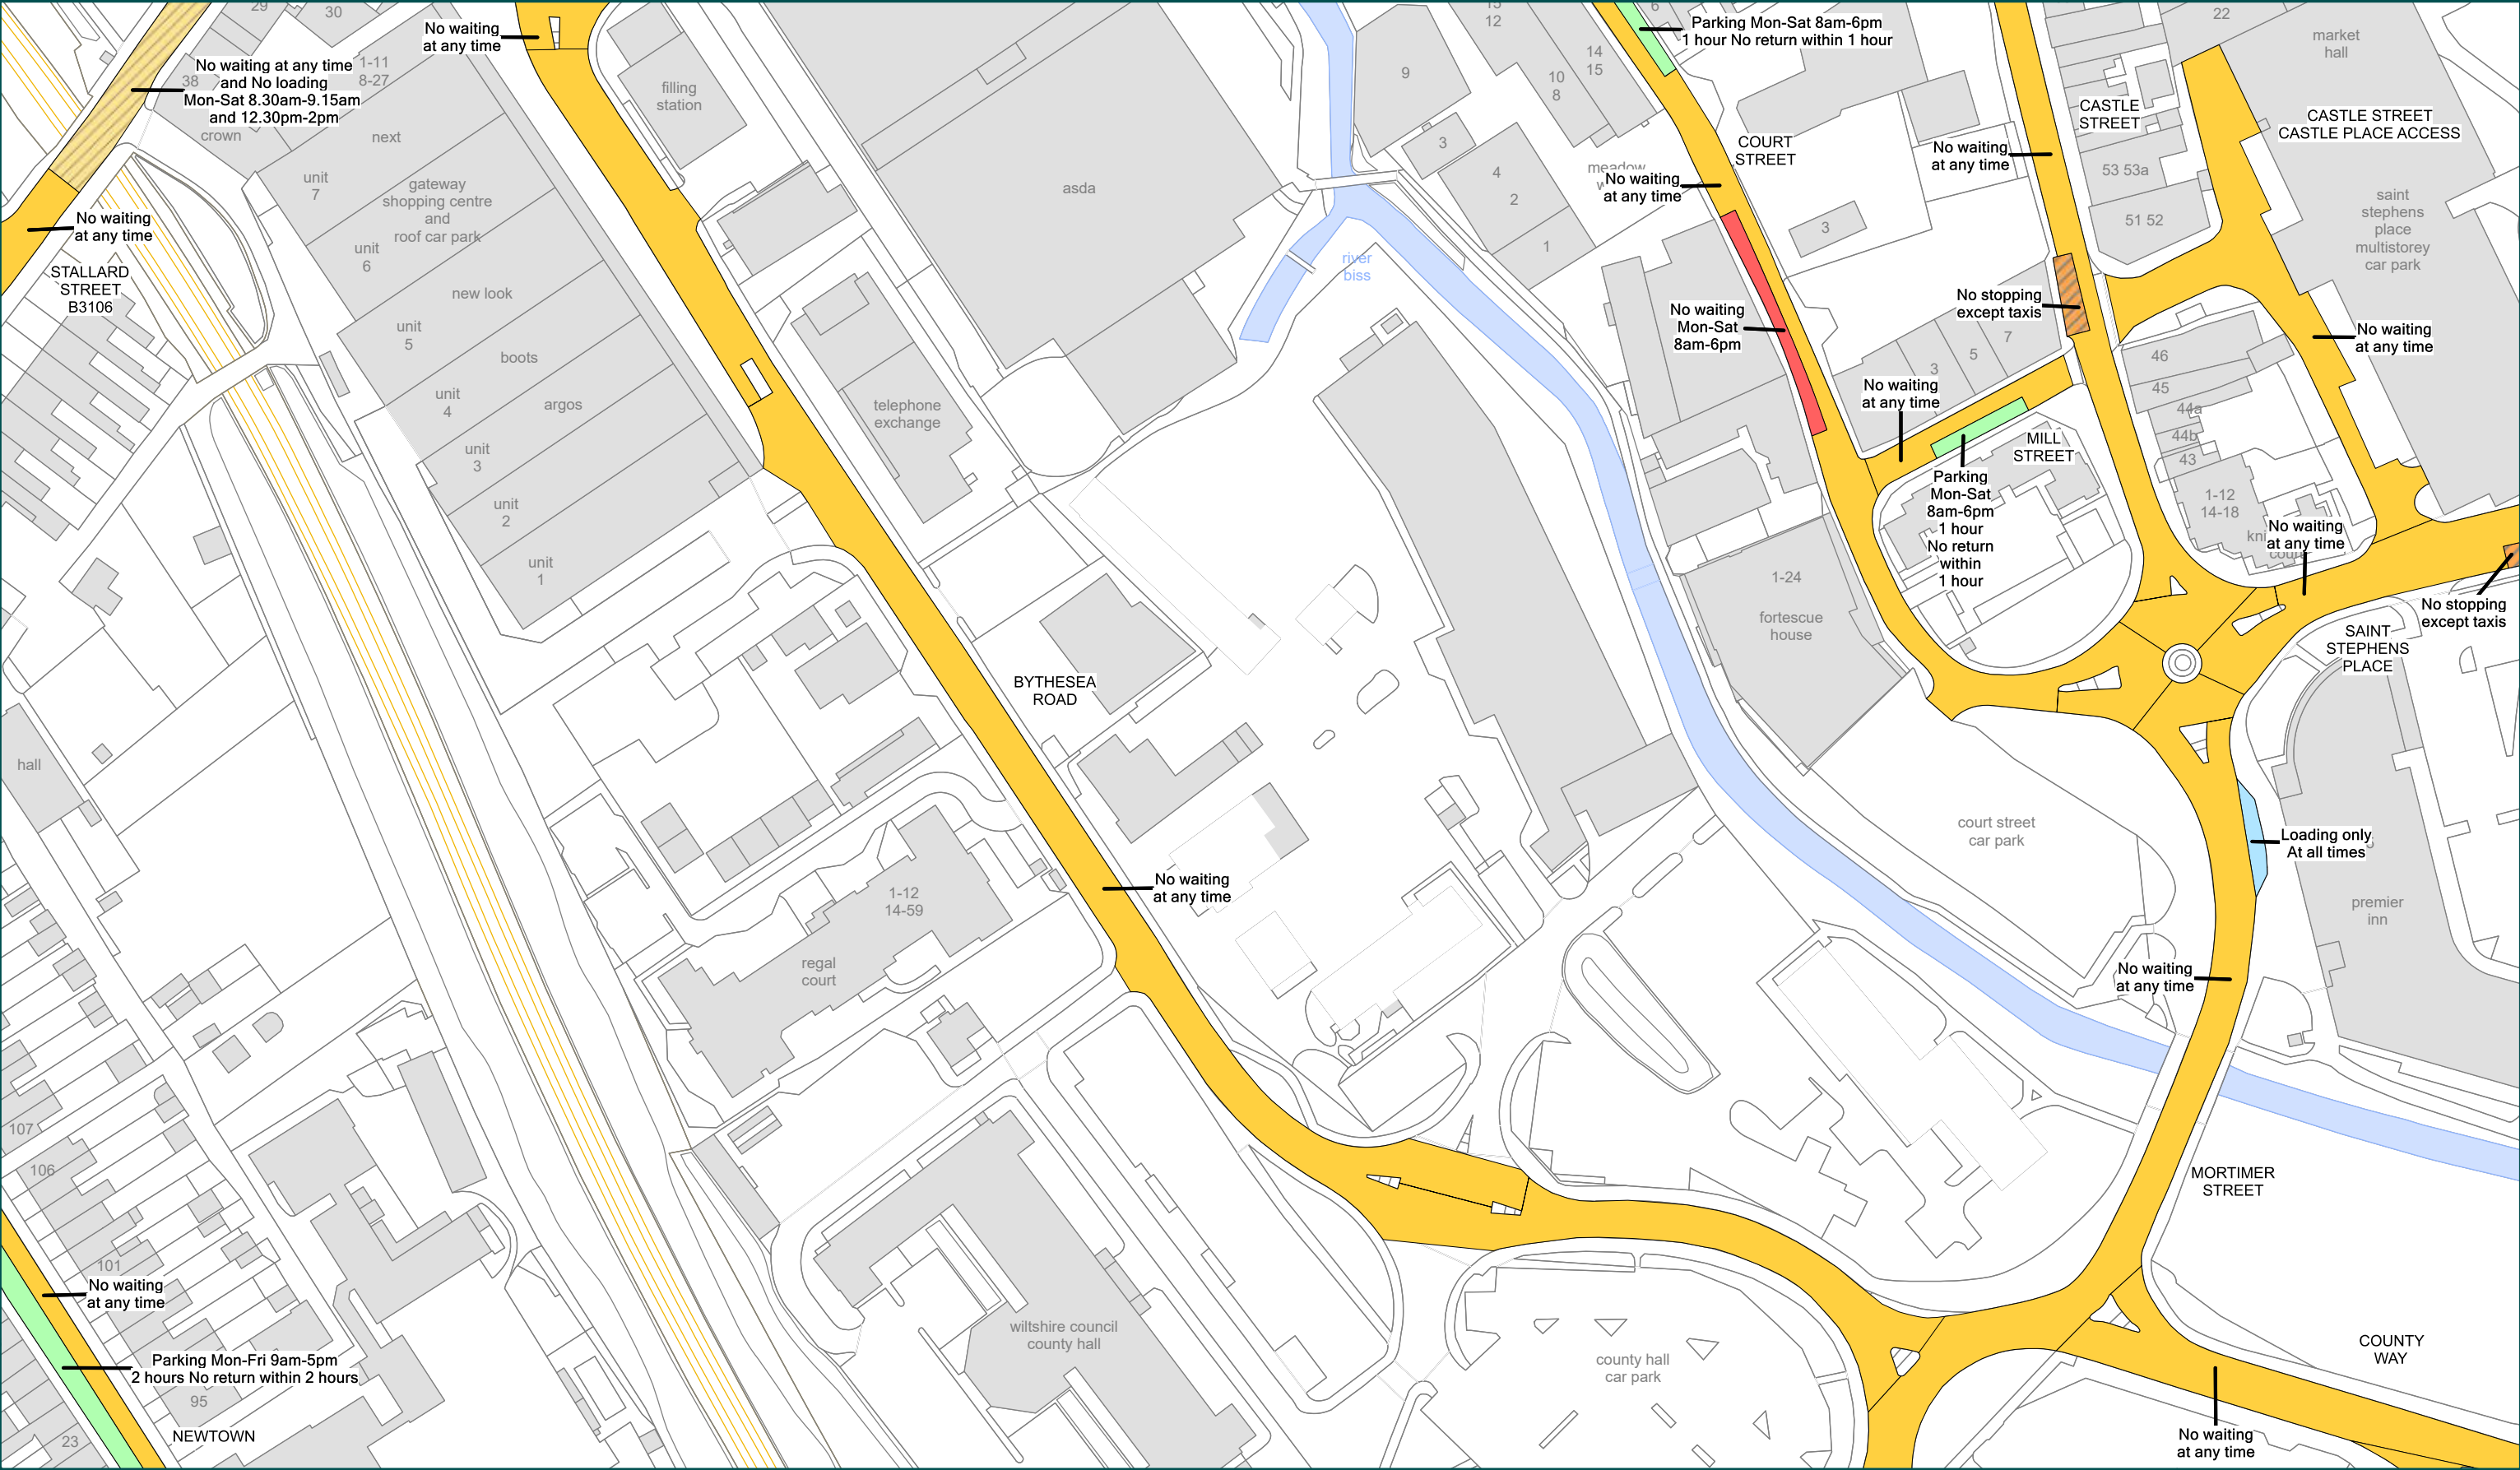 29
30
No waiting
at any time
38
1-11
8-27
No waiting at any time
and No loading
Mon-Sat 8.30am-9.15am
and 12.30pm-2pm
crown
next
unit
7
gateway
shopping centre
and
roof car park
No waiting
at any time
STALLARD
STREET
B3106
unit
6
new look
unit
5
boots
unit
4
argos
unit
3
unit
2
unit
1
filling
station
telephone
exchange
asda
river
biss
9
12
14
15
10
8
3
4
2
1
6
Parking Mon-Sat 8am-6pm
1 hour No return within 1 hour
COURT
STREET
meadow
No waiting
at any time
3
No waiting
Mon-Sat
8am-6pm
22
market
hall
CASTLE
STREET
CASTLE STREET
CASTLE PLACE ACCESS
No waiting
at any time
53 53a
51 52
saint
stephens
place
multistorey
car park
No stopping
except taxis
No waiting
at any time
7
5
3
46
45
44a
44b
43
1-12
14-18
No waiting
at any time
MILL
STREET
Parking
Mon-Sat
8am-6pm
1 hour
No return
within
1 hour
No waiting
at any time
court
No stopping
except taxis
SAINT
STEPHENS
PLACE
1-24
fortescue
house
BYTHESEA
ROAD
hall
court street
car park
Loading only
At all times
premier
inn
No waiting
at any time
1-12
14-59
regal
court
No waiting
at any time
107
106
101
No waiting
at any time
Parking Mon-Fri 9am-5pm
2 hours No return within 2 hours
95
23
NEWTOWN
wiltshire council
county hall
county hall
car park
MORTIMER
STREET
COUNTY
WAY
No waiting
at any time